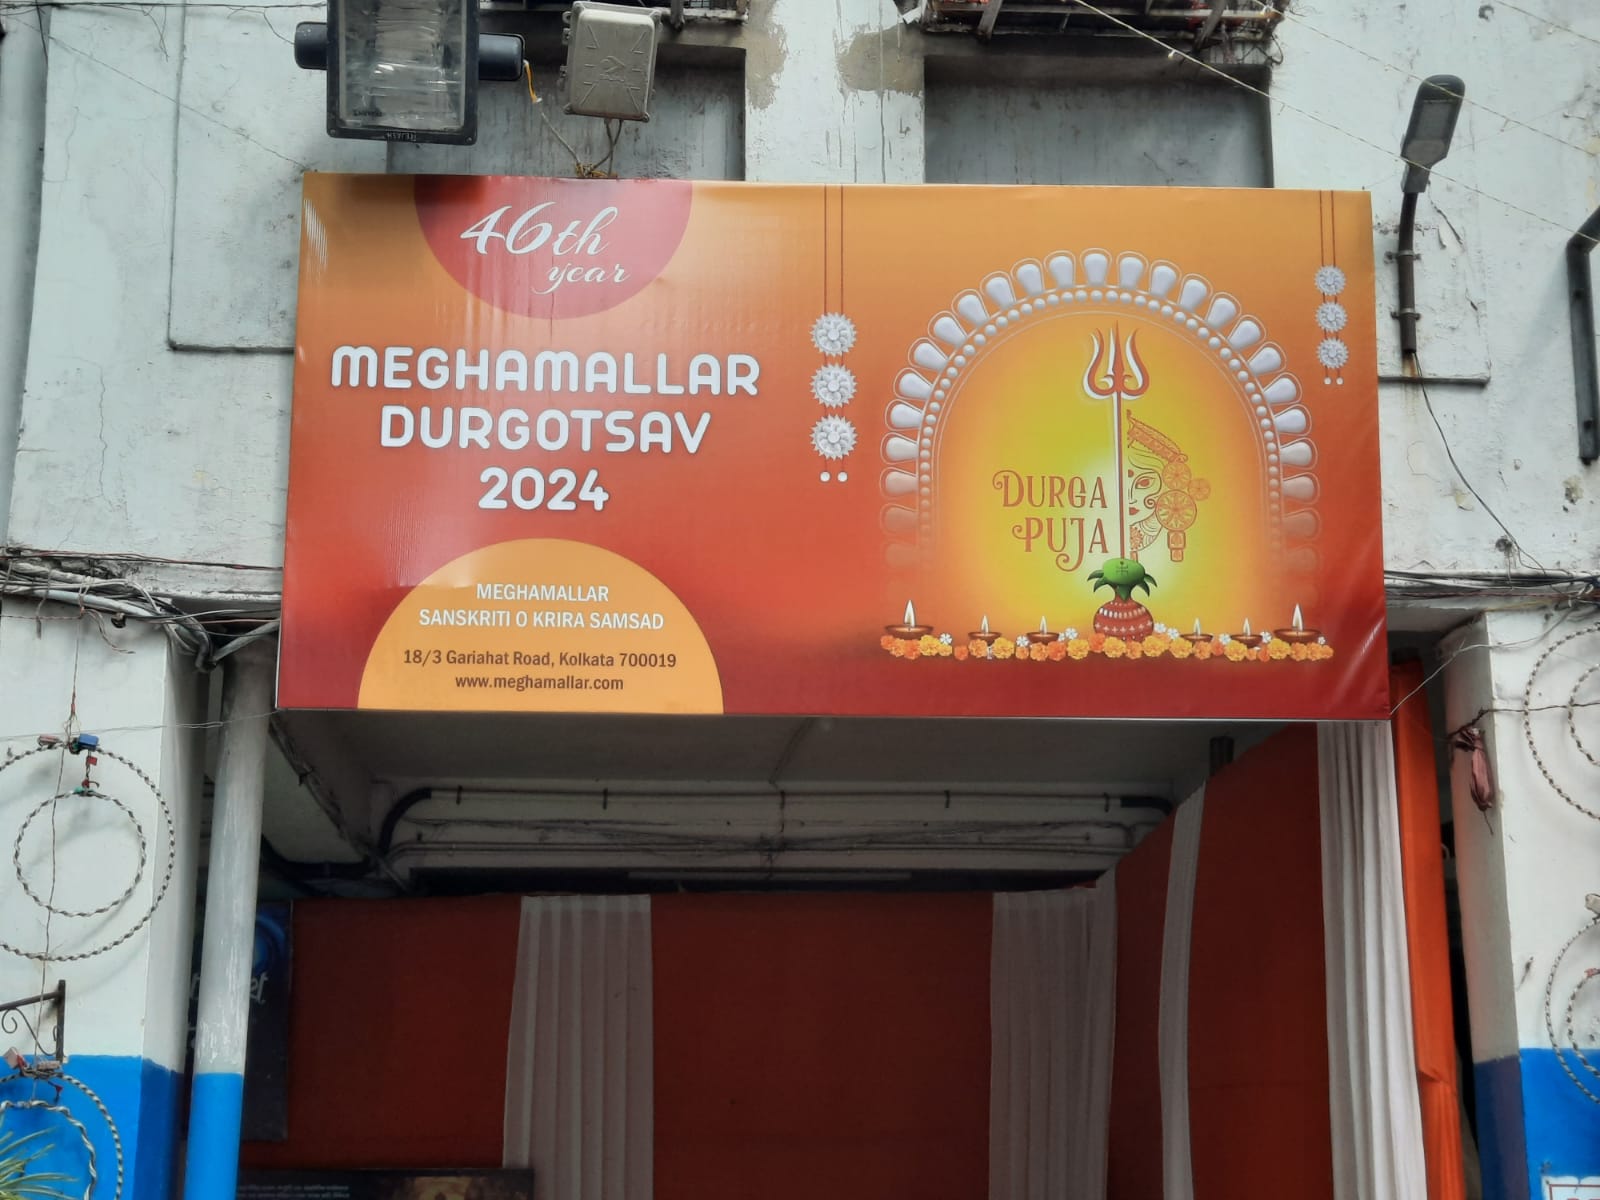 46th
year
MEGHAMALLAR
DURGOTSAV
2024
MEGHAMALLAR
SANSKRITI O KRIRA SAMSAD
18/3 Gariahat Road, Kolkata 700019
www.meghamallar.com
DURGA
PUJA